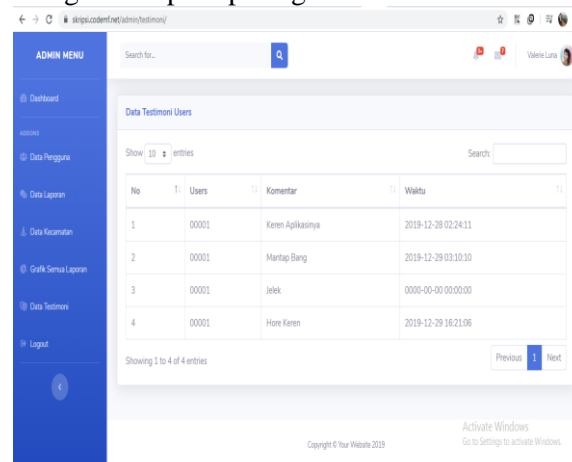 skripsi.codemf.net/admin/testimoni/
ADMIN MENU
Search for...
Valerie Luna
Dashboard
ADDONS
Data Pengguna
Data Laporan
Data Kecamatan
Grafik Semua Laporan
Data Testimoni
Logout
Data Testimoni Users
Show 10 entries
Search:
No Users Komentar Waktu
1 00001 Keren Aplikasinya 2019-12-28 02:24:11
2 00001 Mantap Bang 2019-12-29 03:10:10
3 00001 Jelek 0000-00-00 00:00:00
4 00001 Hore Keren 2019-12-29 16:21:06
Showing 1 to 4 of 4 entries
Previous 1 Next
Copyright © Your Website 2019
Activate Windows
Go to Settings to activate Windows.